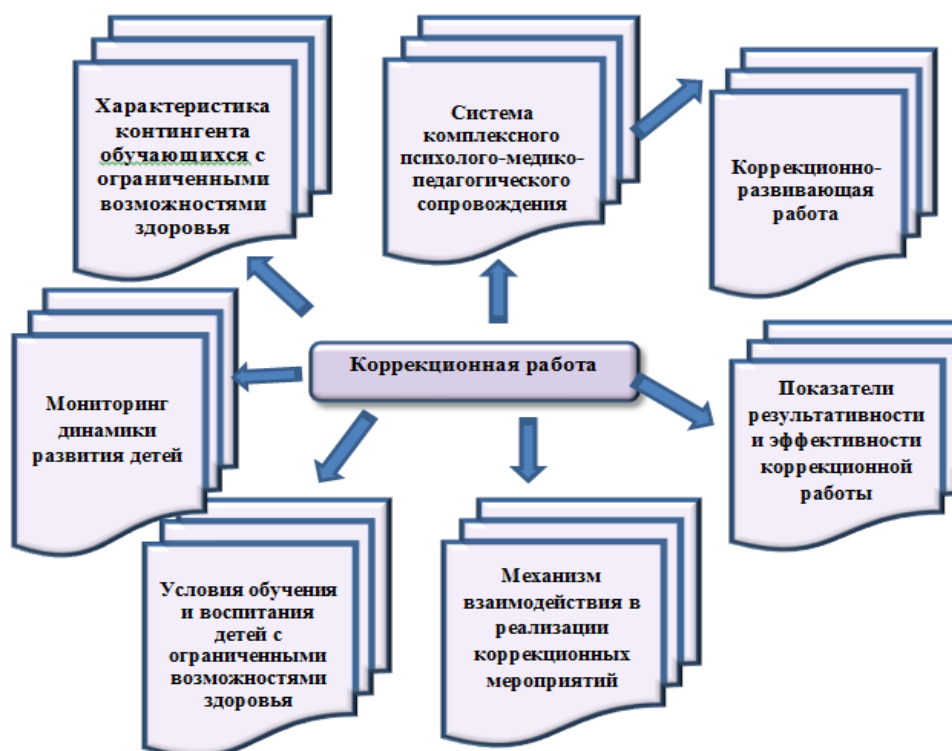 Характеристика
контингента
обучающихся с
ограниченными
возможностями
здоровья
Система
комплексного
психолого-медико-
педагогического
сопровождения
Коррекционно-
развивающая
работа
Коррекционная работа
Мониторинг
динамики
развития детей
Показатели
результативности
и эффективности
коррекционной
работы
Условия обучения
и воспитания
детей с
ограниченными
возможностями
здоровья
Механизм
взаимодействия в
реализации
коррекционных
мероприятий